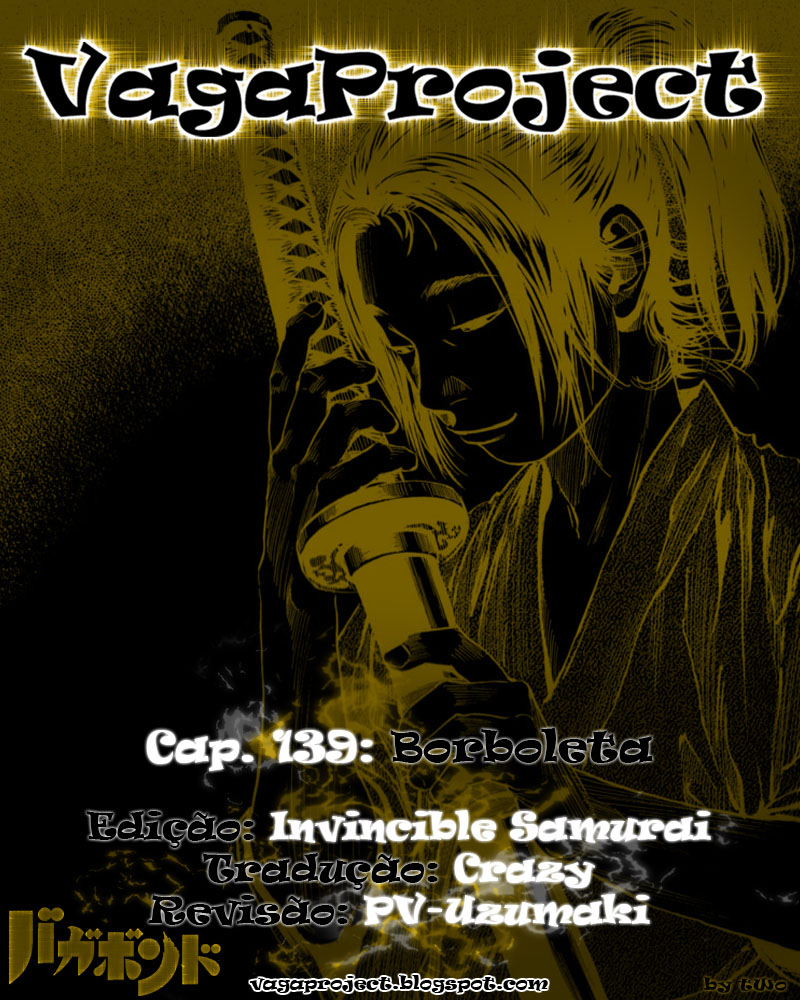 VagaProject
Cap. 139: Borboleta
Edição: Invincible Samurai
Tradução: Crazy
Revisão: PV-Uzumaki
バガボンド
vagaproject.blogspot.com
by tWo